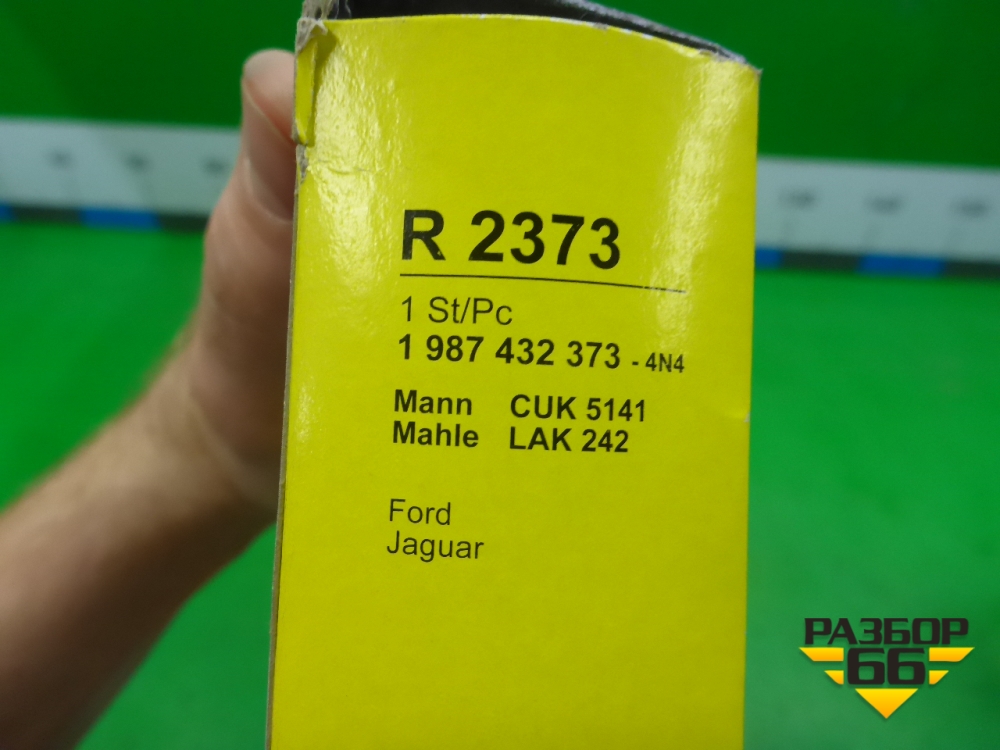 R 2373
1 St/Pc
1 987 432 373 - 4N4
Mann CUK 5141
Mahle LAK 242
Ford
Jaguar
РАЗБОР
66